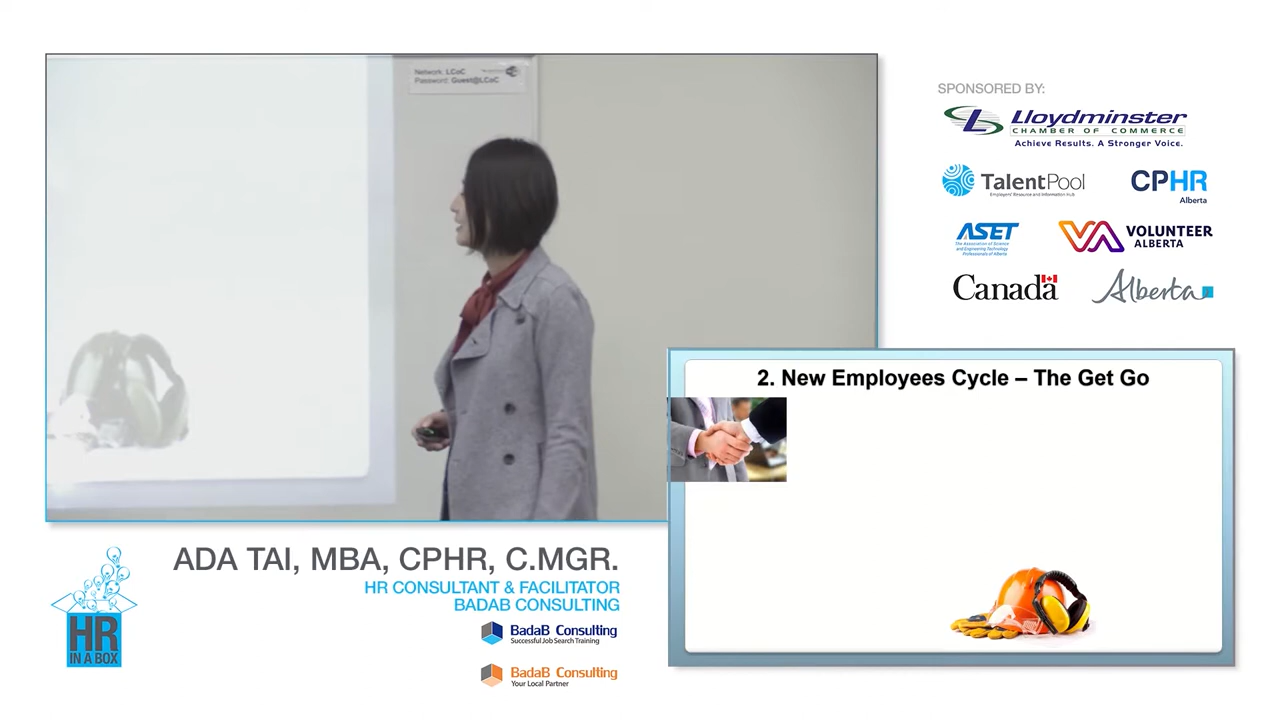 Network: LCoC
Password: Guest@LCoC
SPONSORED BY:
Lloydminster
CHAMBER OF COMMERCE
Achieve Results. A Stronger Voice.
TalentPool
Employers' Resource and Information Hub
CPHR
Alberta
ASET
The Association of Science
and Engineering Technology
Professionals of Alberta
VOLUNTEER
ALBERTA
Canada
Alberta
2. New Employees Cycle – The Get Go
ADA TAI, MBA, CPHR, C.MGR.
HR CONSULTANT & FACILITATOR
BADAB CONSULTING
BadaB Consulting
Successful Job Search Training
BadaB Consulting
Your Local Partner
HR
IN A BOX